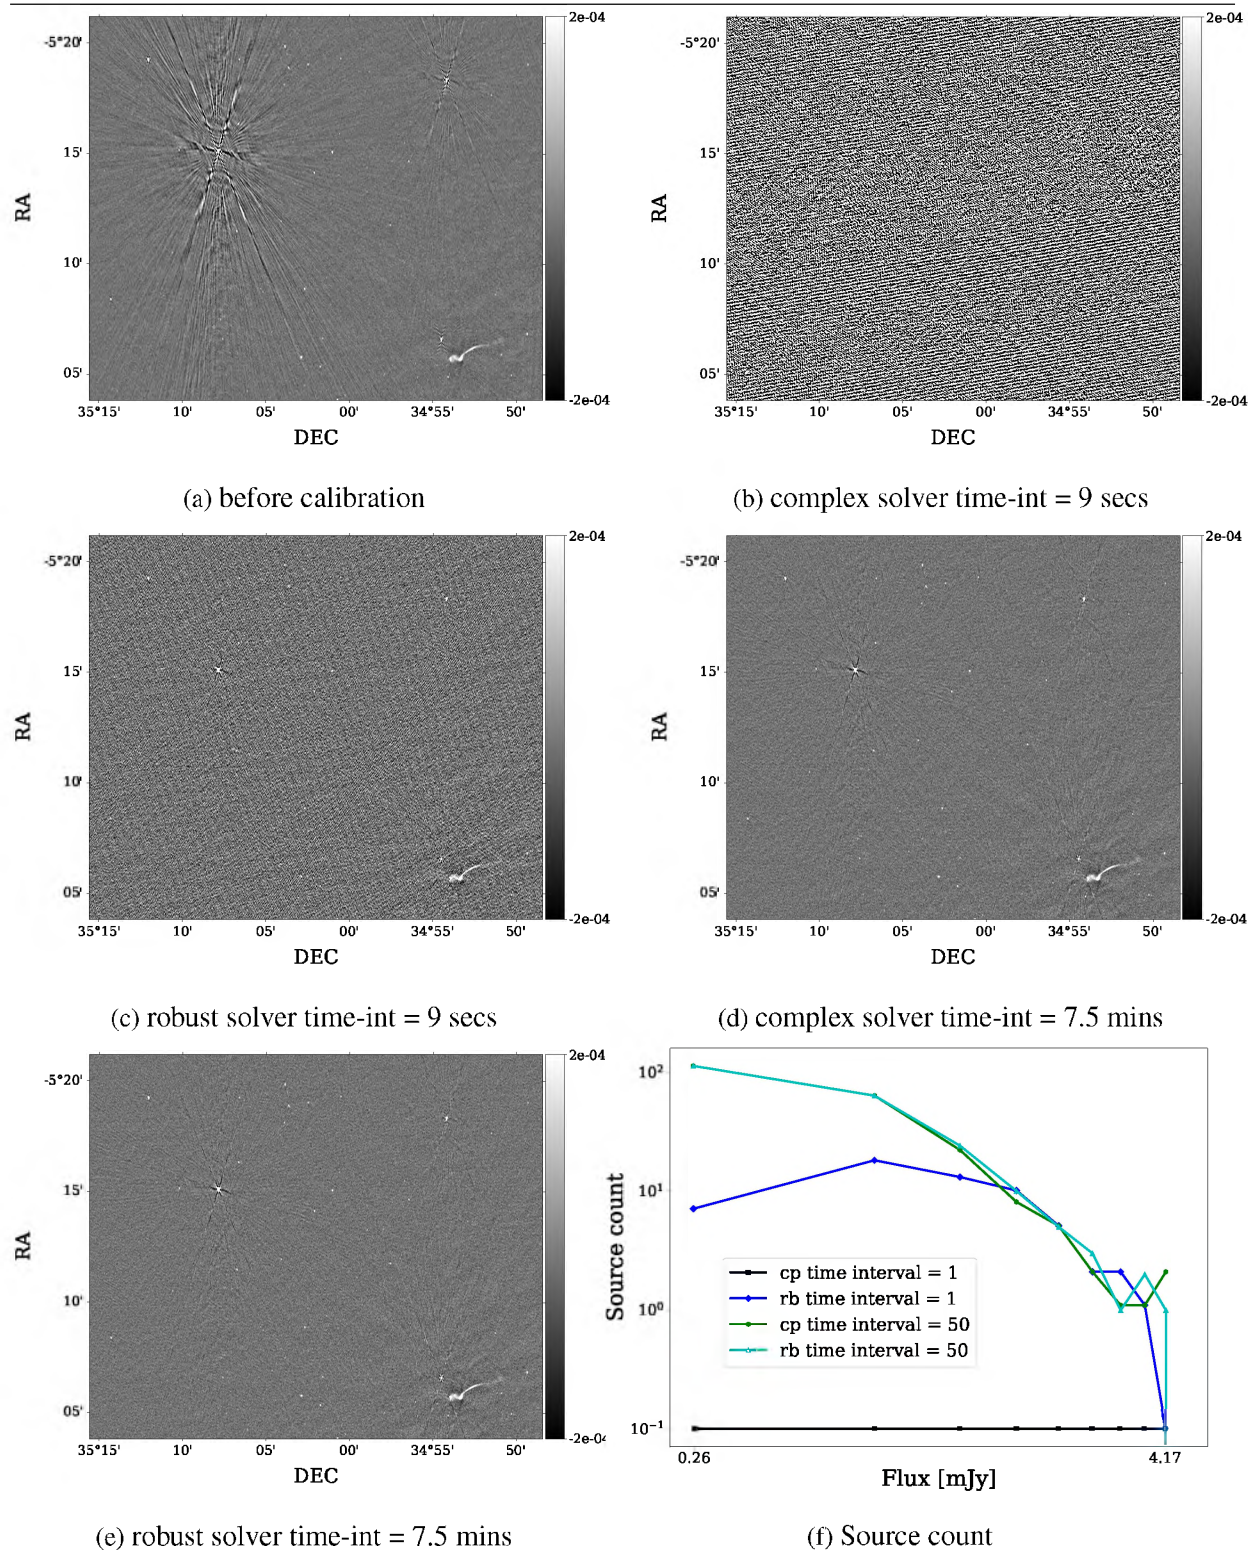 2e-04
2e-04
-5°20'
-5°20'
15'
15'
RA
RA
10'
10'
05'
05'
-2e-04
-2e-04
35°15' 10' 05' 00' 34°55' 50'
35°15' 10' 05' 00' 34°55' 50'
DEC
DEC
(a) before calibration
(b) complex solver time-int = 9 secs
2e-04
2e-04
-5°20'
-5°20'
15'
15'
RA
RA
10'
10'
05'
05'
-2e-04
-2e-04
35°15' 10' 05' 00' 34°55' 50'
35°15' 10' 05' 00' 34°55' 50'
DEC
DEC
(c) robust solver time-int = 9 secs
(d) complex solver time-int = 7.5 mins
2e-04
-5°20'
15'
RA
10'
05'
-2e-04
35°15' 10' 05' 00' 34°55' 50'
DEC
(e) robust solver time-int = 7.5 mins
10²
10¹
10⁰
10⁻¹
Source count
cp time interval = 1
rb time interval = 1
cp time interval = 50
rb time interval = 50
0.26 4.17
Flux [mJy]
(f) Source count